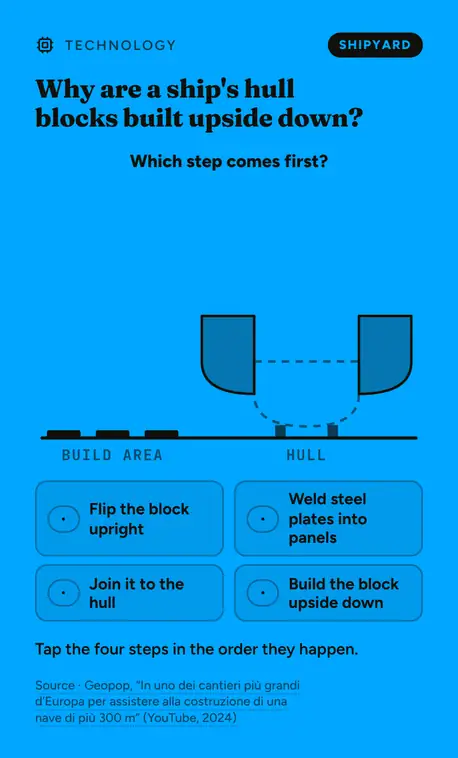 TECHNOLOGY
SHIPYARD
Why are a ship's hull
blocks built upside down?
Which step comes first?
BUILD AREA
HULL
Flip the block
upright
Weld steel
plates into
panels
Join it to the
hull
Build the block
upside down
Tap the four steps in the order they happen.
Source · Geopop, “In uno dei cantieri più grandi
d'Europa per assistere alla costruzione di una
nave di più 300 m” (YouTube, 2024)